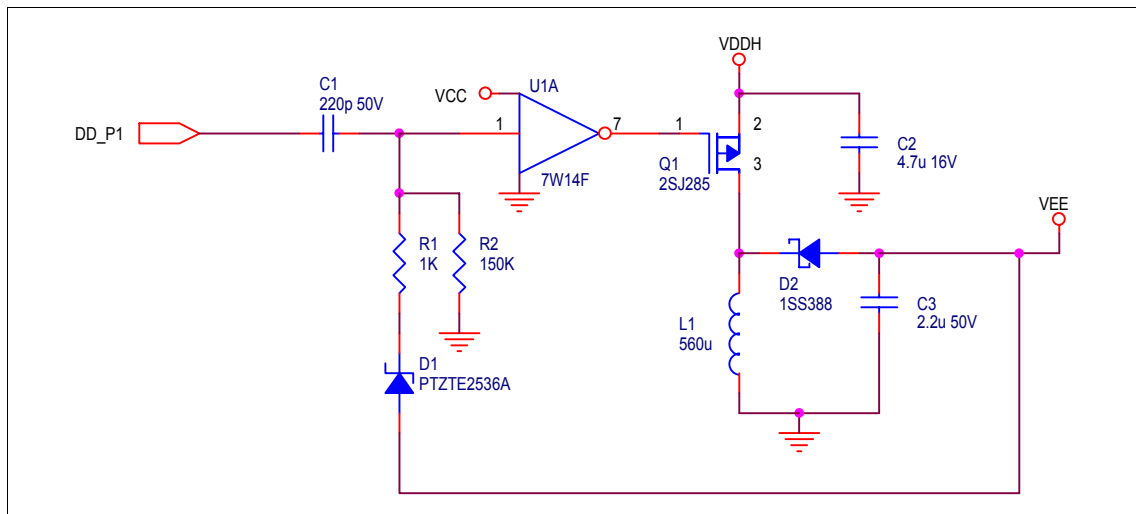 VDDH
C1
220p 50V
VCC
U1A
DD_P1
1
7
7W14F
1
2
3
Q1
2SJ285
C2
4.7u 16V
VEE
R1
1K
R2
150K
D2
1SS388
C3
2.2u 50V
L1
560u
D1
PTZTE2536A